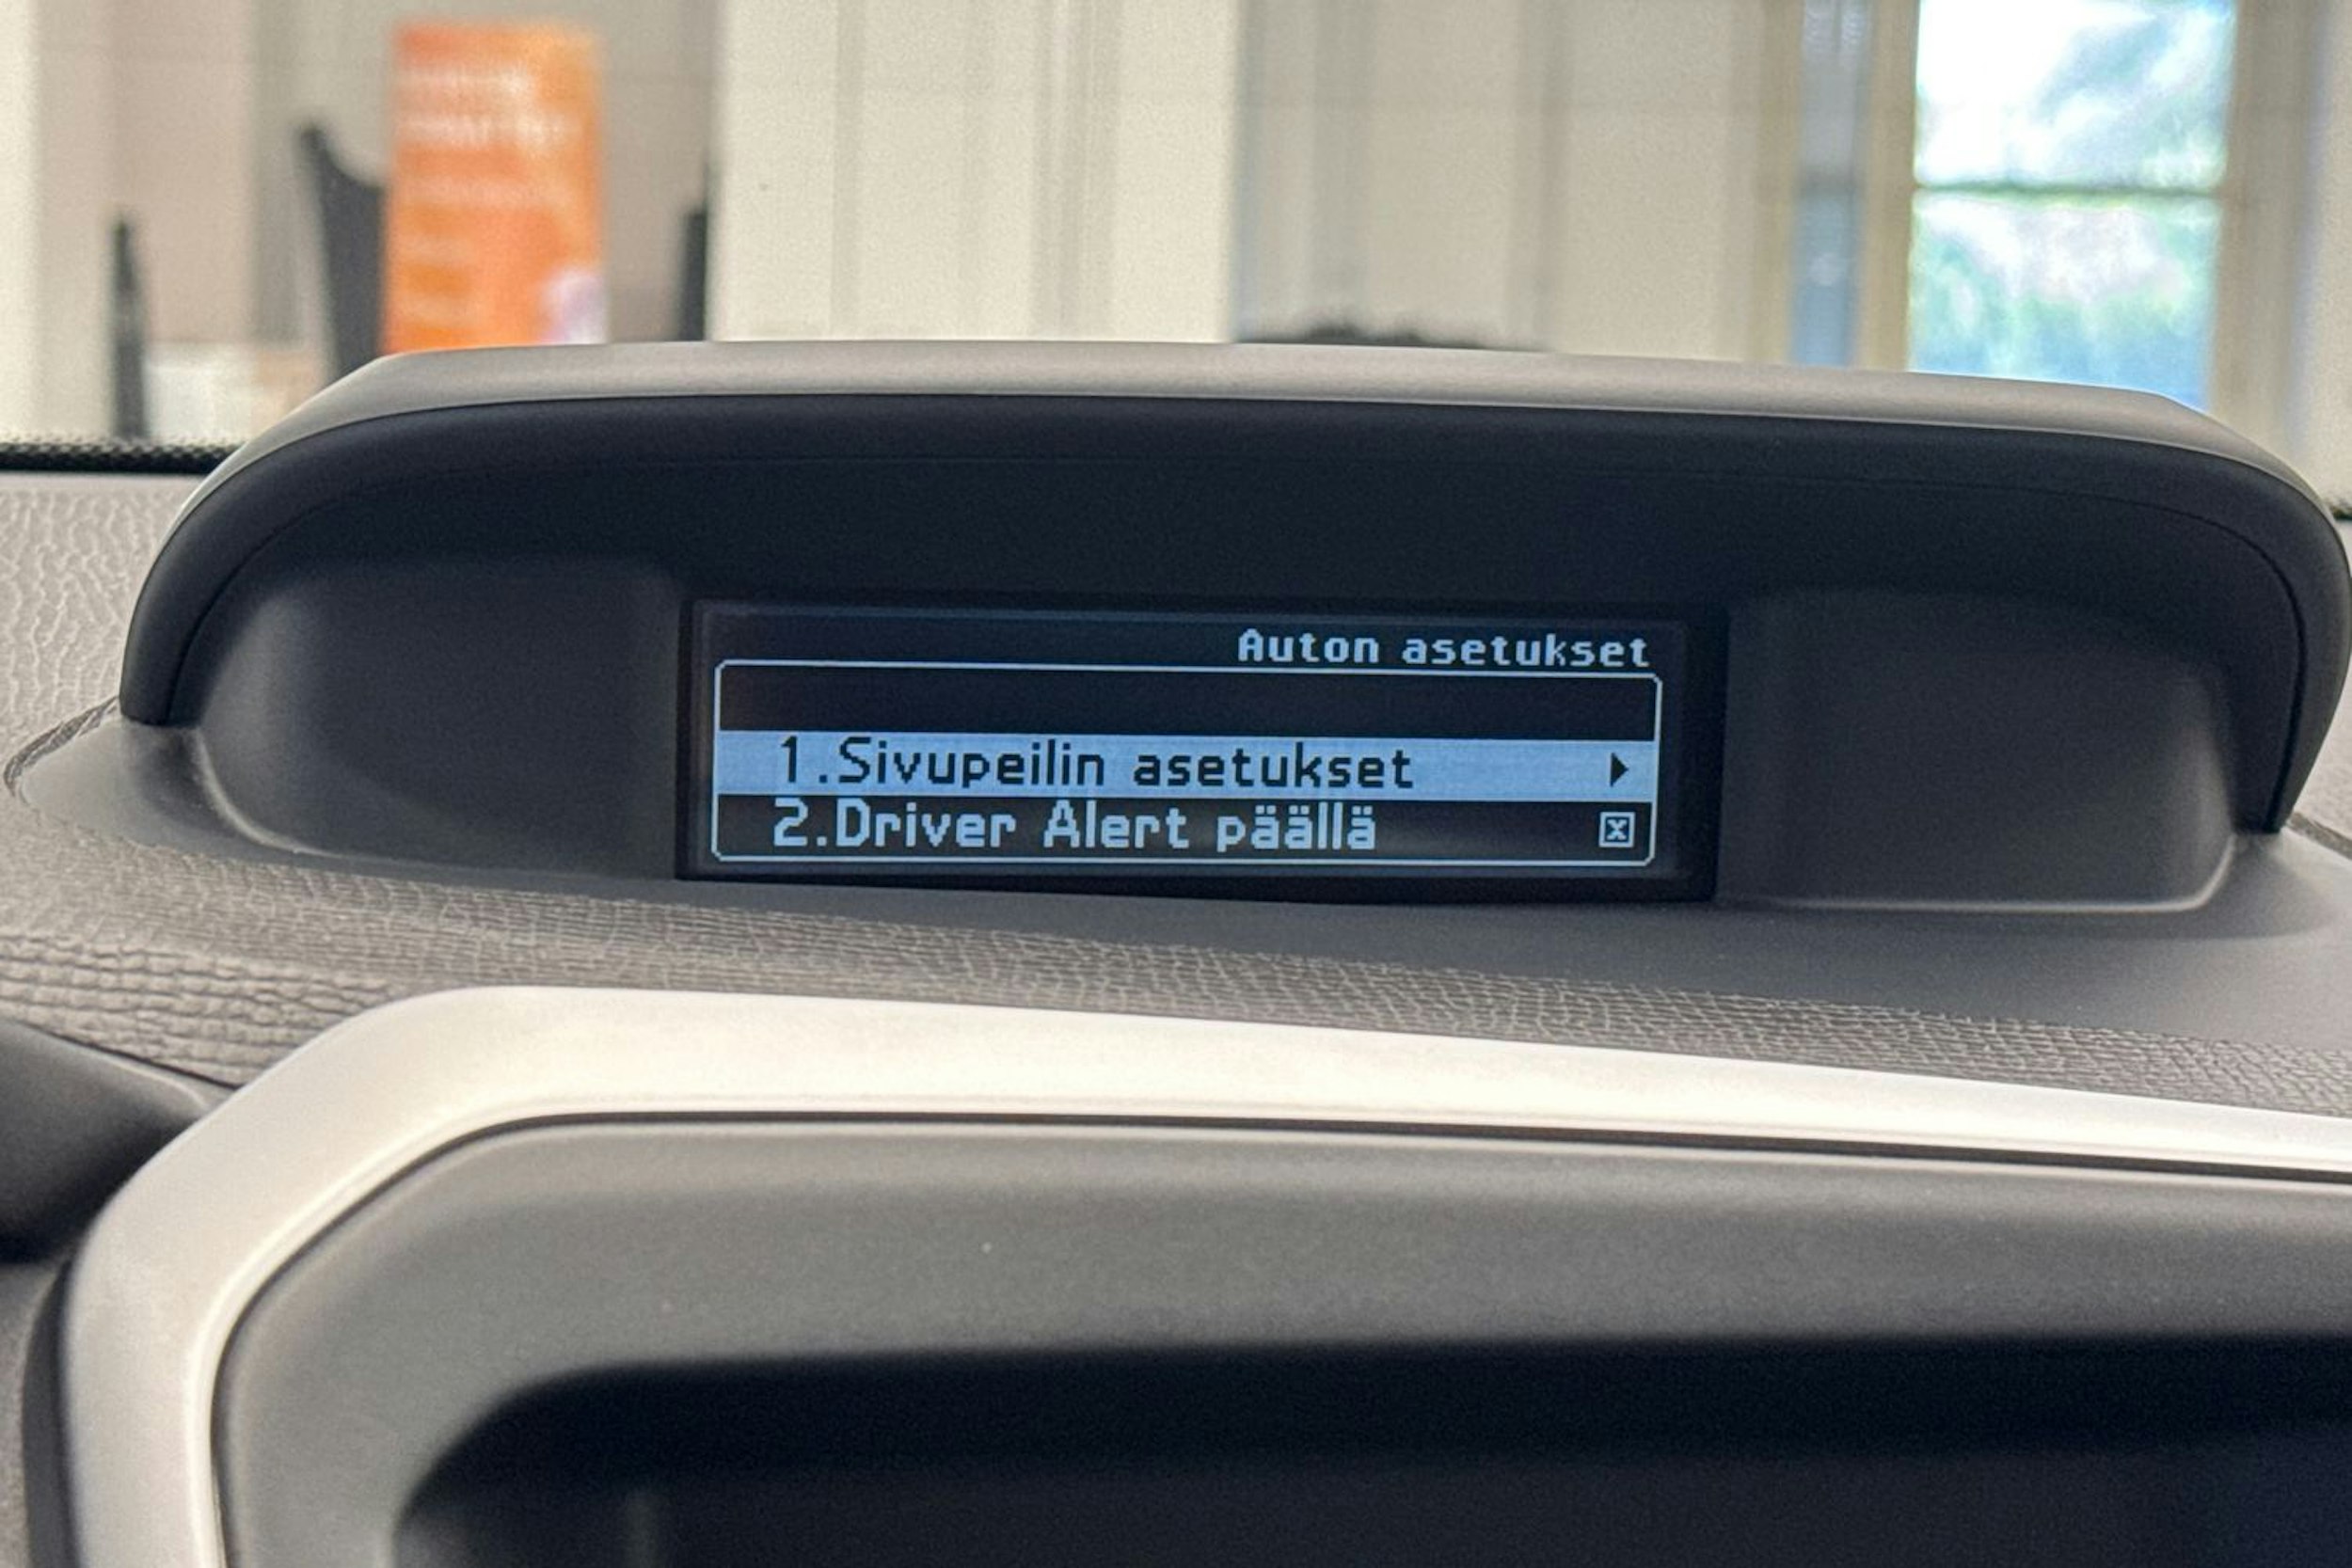 Auton asetukset
1.Sivupeilin asetukset
2.Driver Alert päällä